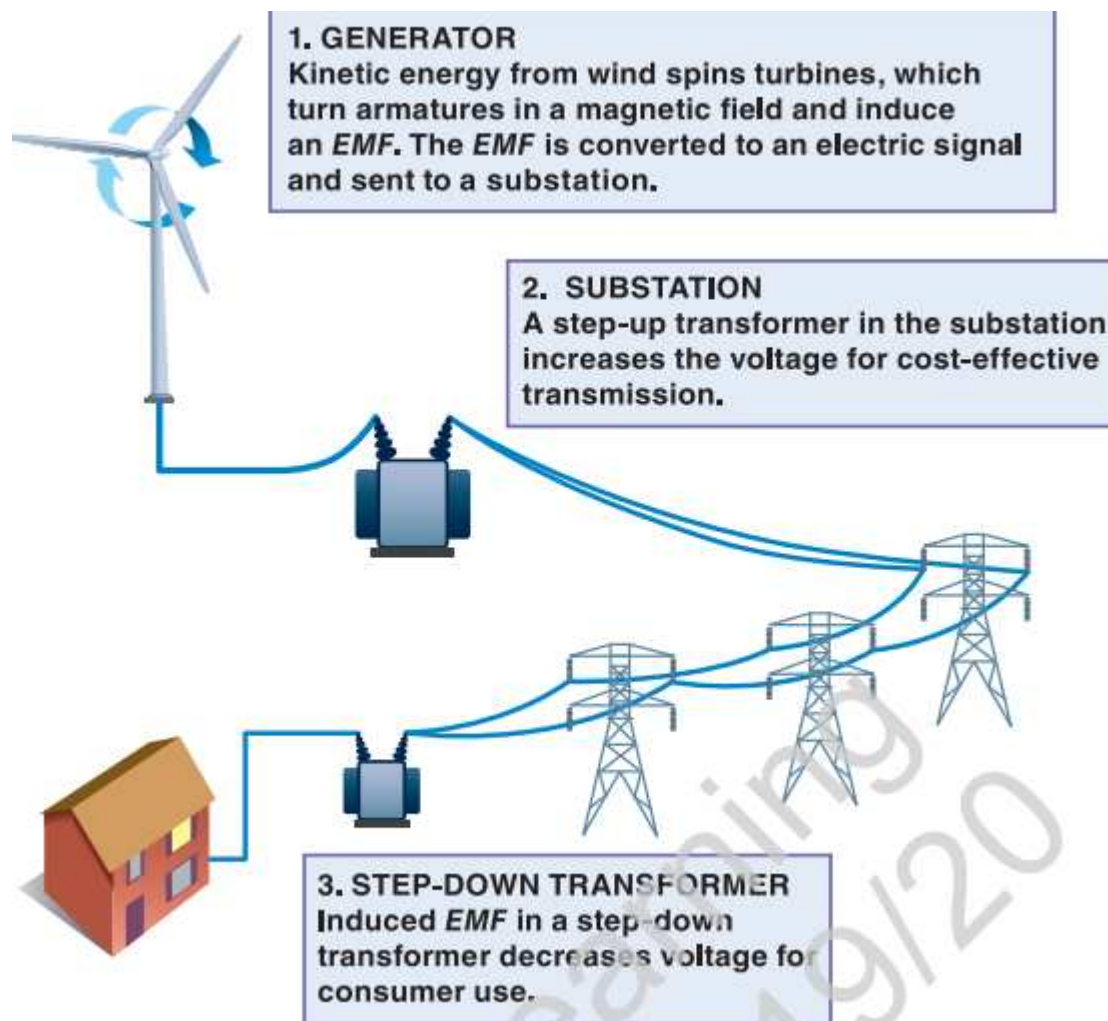 1. GENERATOR
Kinetic energy from wind spins turbines, which
turn armatures in a magnetic field and induce
an EMF. The EMF is converted to an electric signal
and sent to a substation.
2. SUBSTATION
A step-up transformer in the substation
increases the voltage for cost-effective
transmission.
3. STEP-DOWN TRANSFORMER
Induced EMF in a step-down
transformer decreases voltage for
consumer use.
earning
19/20